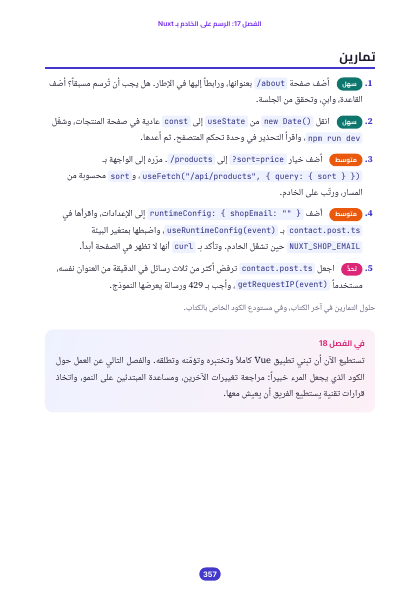 الفصل 17: الرسم على الخادم بـ Nuxt
تمارين
1. سهل أضف صفحة /about بعنوانها، ورابطاً إليها في الإطار. هل يجب أن تُرسم مسبقاً؟ أضف
القاعدة، وابنِ، وتحقق من الجلسة.
2. سهل انقل new Date() من useState إلى const عادية في صفحة المنتجات، وشغّل
npm run dev، واقرأ التحذير في وحدة تحكم المتصفح. ثم أعدها.
3. متوسط أضف خيار ?sort=price إلى /products. مرّره إلى الواجهة بـ
useFetch("/api/products", { query: { sort } })، و sort محسوبة من
المسار، ورتّب على الخادم.
4. متوسط أضف runtimeConfig: { shopEmail: "" } إلى الإعدادات، واقرأها في
contact.post.ts بـ useRuntimeConfig(event)، واضبطها بمتغير البيئة
NUXT_SHOP_EMAIL حين تشغّل الخادم. وتأكد بـ curl أنها لا تظهر في الصفحة أبداً.
5. تحدٍّ اجعل contact.post.ts ترفض أكثر من ثلاث رسائل في الدقيقة من العنوان نفسه،
مستخدماً getRequestIP(event)، وأجب بـ 429 ورسالة يعرضها النموذج.
حلول التمارين في آخر الكتاب، وفي مستودع الكود الخاص بالكتاب.
في الفصل 18
تستطيع الآن أن تبني تطبيق Vue كاملاً وتختبره وتؤمّنه وتطلقه. والفصل التالي عن العمل حول
الكود الذي يجعل المرء خبيراً: مراجعة تغييرات الآخرين، ومساعدة المبتدئين على النمو، واتخاذ
قرارات تقنية يستطيع الفريق أن يعيش معها.
357